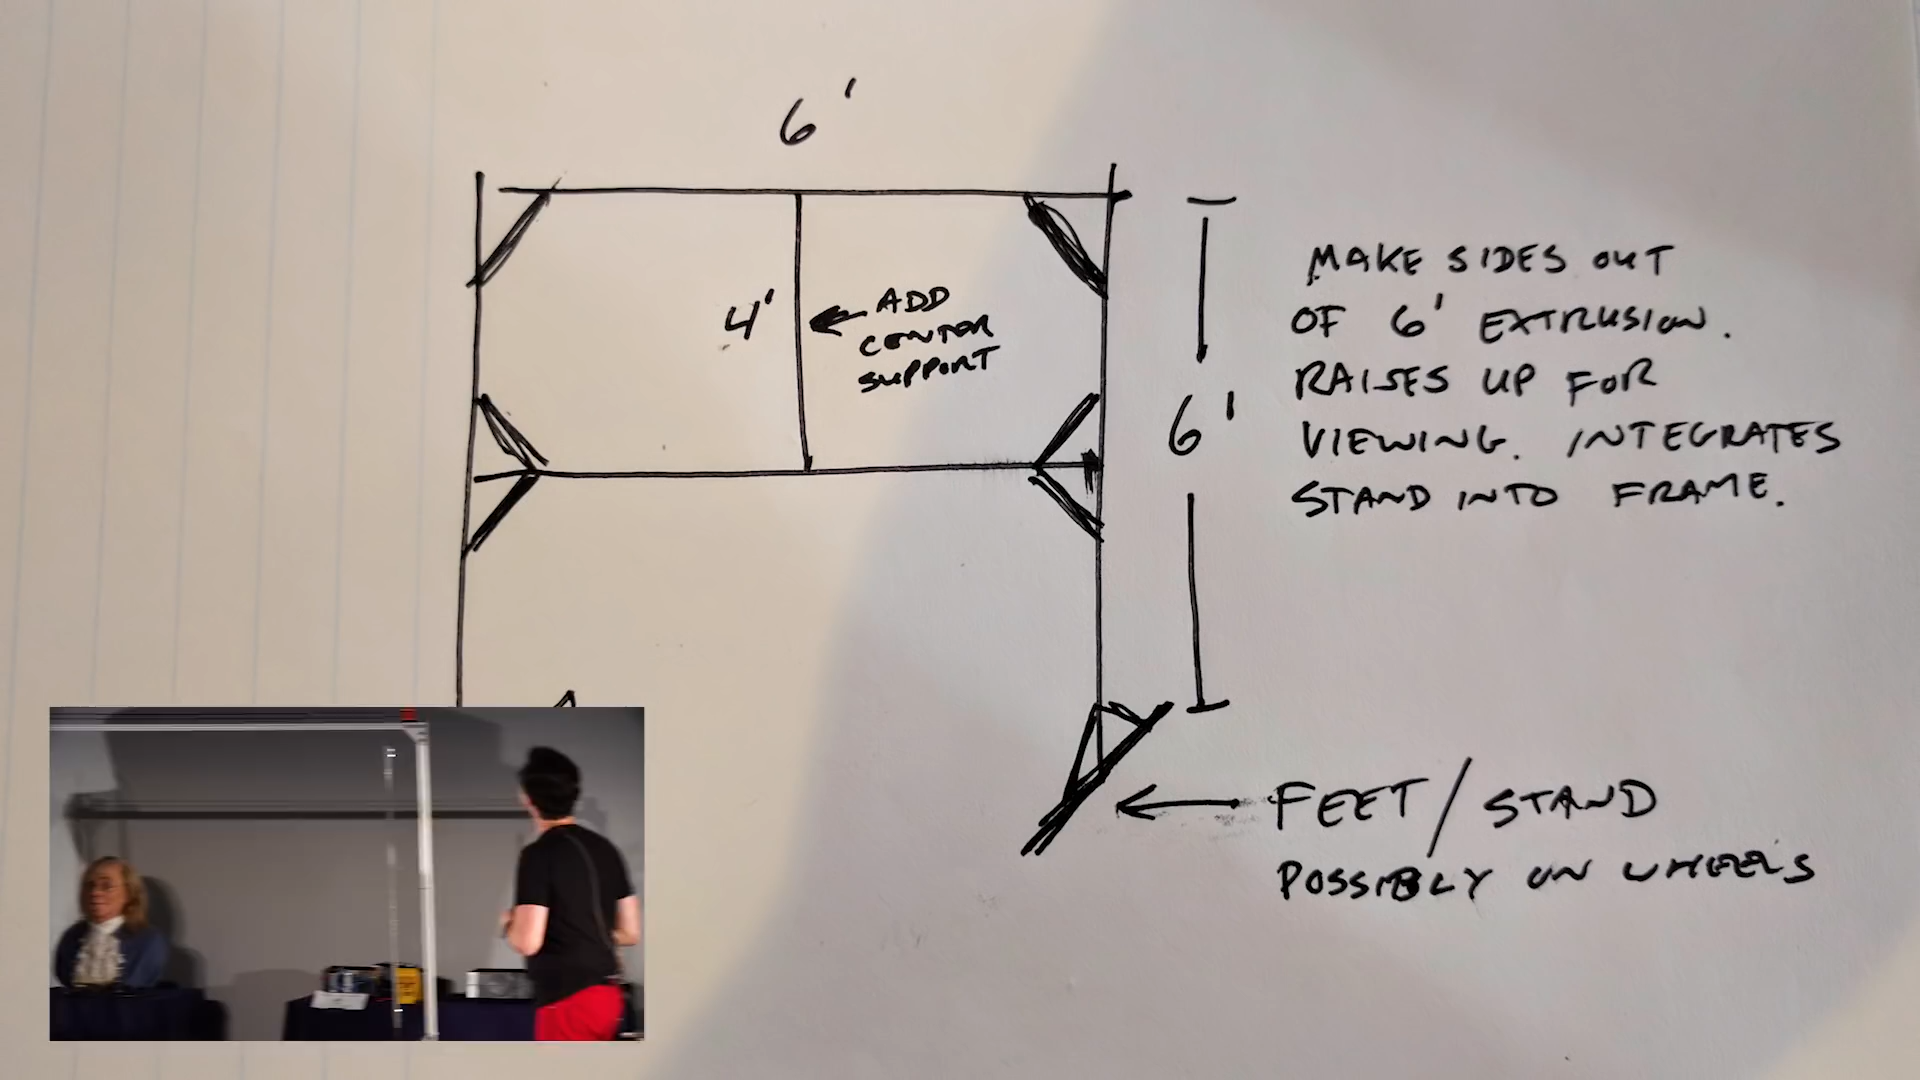 6'
4'
ADD
CENTER
SUPPORT
6'
MAKE SIDES OUT
OF 6' EXTRUSION.
RAISES UP FOR
VIEWING. INTEGRATES
STAND INTO FRAME.
FEET/STAND
POSSIBLY ON WHEELS